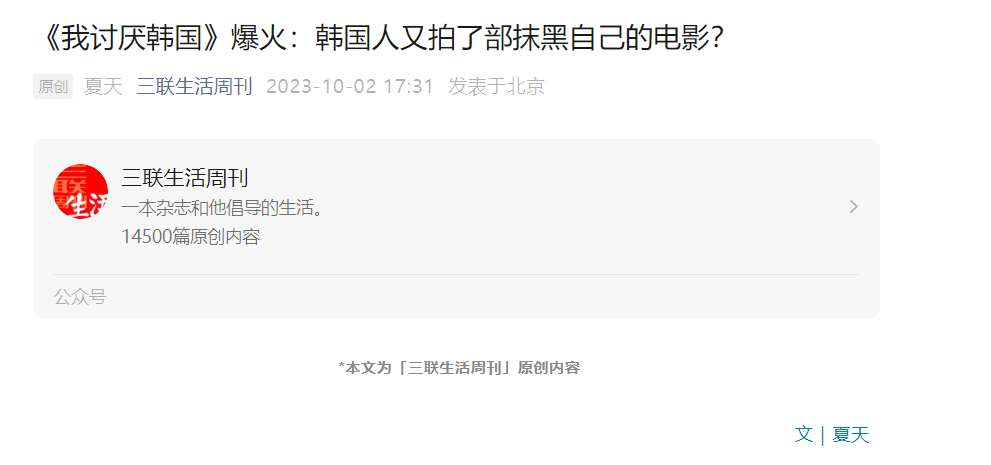 《我讨厌韩国》爆火：韩国人又拍了部抹黑自己的电影？
原创 夏天 三联生活周刊 2023-10-02 17:31 发表于北京
三联
生活
三联生活周刊
一本杂志和他倡导的生活。
14500篇原创内容
公众号
*本文为「三联生活周刊」原创内容
文｜夏天